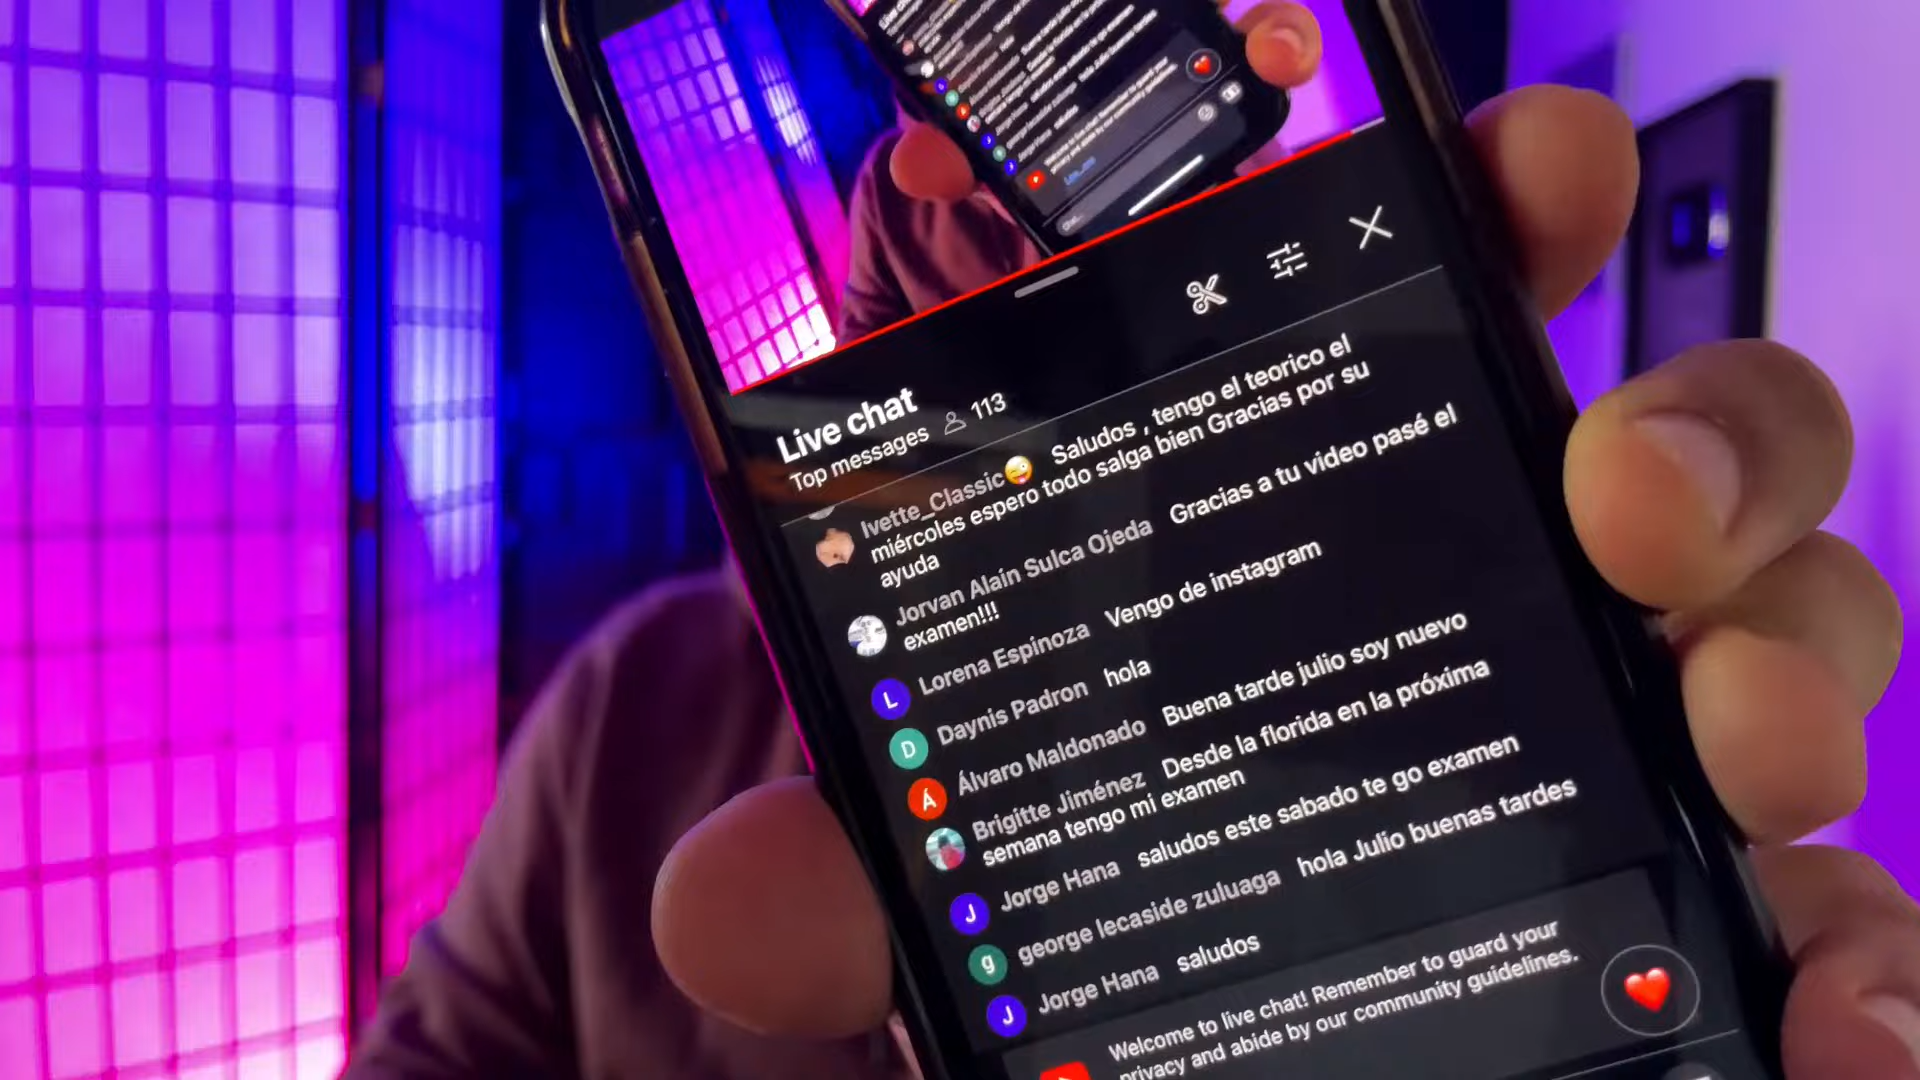 Live chat 113
Top messages
Ivette_Classic😜 Saludos , tengo el teorico el
miércoles espero todo salga bien Gracias por su
ayuda
Jorvan Alain Sulca Ojeda Gracias a tu video pasé el
examen!!!
L Lorena Espinoza Vengo de instagram
D Daynis Padron hola
Á Álvaro Maldonado Buena tarde julio soy nuevo
Brigitte Jiménez Desde la florida en la próxima
semana tengo mi examen
J Jorge Hana saludos este sabado te go examen
g george lecaside zuluaga hola Julio buenas tardes
J Jorge Hana saludos
Welcome to live chat! Remember to guard your
privacy and abide by our community guidelines.